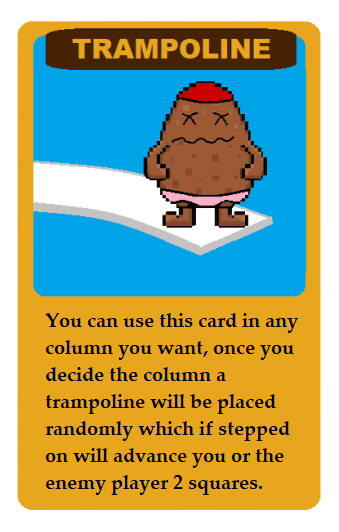 TRAMPOLINE
You can use this card in any
column you want, once you
decide the column a
trampoline will be placed
randomly which if stepped
on will advance you or the
enemy player 2 squares.